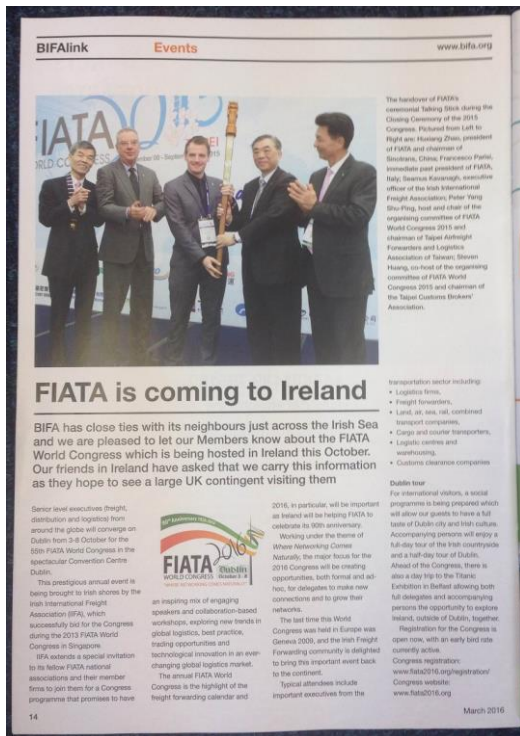 BIFAlink
Events
www.bifa.org
FIATA
2015
WORLD CONGRESS
The handover of FIATA's
ceremonial Talking Stick during the
Closing Ceremony of the 2015
Congress. Pictured from Left to
Right are: Huxiang Zhao, president
of FIATA and chairman of
Sinotrans, China; Francesco Parisi,
immediate past president of FIATA,
Italy; Seamus Kavanagh, executive
officer of the Irish International
Freight Association; Peter Yang
Shu-Ping, host and chair of the
organising committee of FIATA
World Congress 2015 and
chairman of Taipei Airfreight
Forwarders and Logistics
Association of Taiwan; Steven
Huang, co-host of the organising
committee of FIATA World
Congress 2015 and chairman of
the Taipei Customs Brokers'
Association.
FIATA is coming to Ireland
BIFA has close ties with its neighbours just across the Irish Sea
and we are pleased to let our Members know about the FIATA
World Congress which is being hosted in Ireland this October.
Our friends in Ireland have asked that we carry this information
as they hope to see a large UK contingent visiting them
Senior level executives (freight,
distribution and logistics) from
around the globe will converge on
Dublin from 3-8 October for the
55th FIATA World Congress in the
spectacular Convention Centre
Dublin.
This prestigious annual event is
being brought to Irish shores by the
Irish International Freight
Association (IIFA), which
successfully bid for the Congress
during the 2013 FIATA World
Congress in Singapore.
IIFA extends a special invitation
to its fellow FIATA national
associations and their member
firms to join them for a Congress
programme that promises to have
FIATA 2016
WORLD CONGRESS
Dublin
October 3 - 8
WHERE NETWORKING COMES NATURALLY
an inspiring mix of engaging
speakers and collaboration-based
workshops, exploring new trends in
global logistics, best practice,
trading opportunities and
technological innovation in an ever-
changing global logistics market.
The annual FIATA World
Congress is the highlight of the
freight forwarding calendar and
2016, in particular, will be important
as Ireland will be helping FIATA to
celebrate its 90th anniversary.
Working under the theme of
Where Networking Comes
Naturally, the major focus for the
2016 Congress will be creating
opportunities, both formal and ad-
hoc, for delegates to make new
connections and to grow their
networks.
The last time this World
Congress was held in Europe was
Geneva 2009, and the Irish Freight
Forwarding community is delighted
to bring this important event back
to the continent.
Typical attendees include
important executives from the
transportation sector including:
• Logistics firms,
• Freight forwarders,
• Land, air, sea, rail, combined
transport companies,
• Cargo and courier transporters,
• Logistic centres and
warehousing,
• Customs clearance companies
Dublin tour
For international visitors, a social
programme is being prepared which
will allow our guests to have a full
taste of Dublin city and Irish culture.
Accompanying persons will enjoy a
full-day tour of the Irish countryside
and a half-day tour of Dublin.
Ahead of the Congress, there is
also a day trip to the Titanic
Exhibition in Belfast allowing both
full delegates and accompanying
persons the opportunity to explore
Ireland, outside of Dublin, together.
Registration for the Congress is
open now, with an early bird rate
currently active.
Congress registration:
www.fiata2016.org/registration/
Congress website:
www.fiata2016.org
14
March 2016